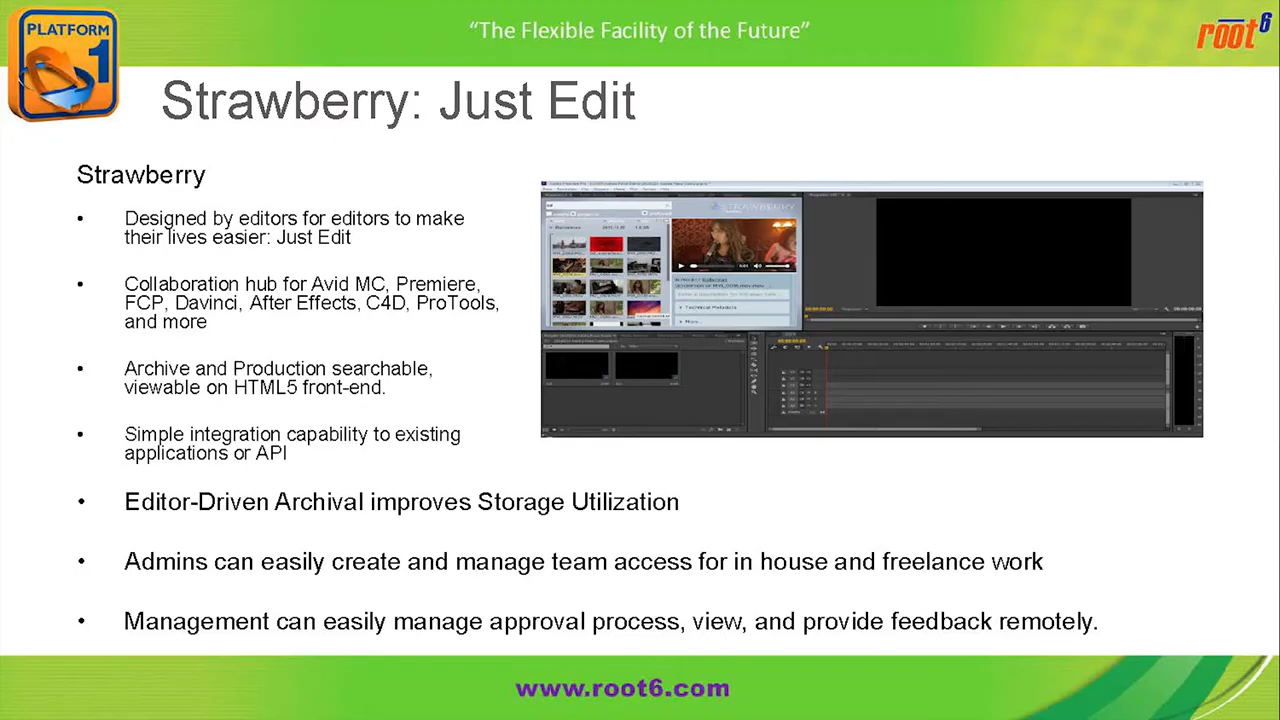 PLATFORM
1
“The Flexible Facility of the Future”
root6
Strawberry: Just Edit
Strawberry
• Designed by editors for editors to make
their lives easier: Just Edit
• Collaboration hub for Avid MC, Premiere,
FCP, Davinci, After Effects, C4D, ProTools,
and more
• Archive and Production searchable,
viewable on HTML5 front-end.
• Simple integration capability to existing
applications or API
STRAWBERRY
Technical Metadata
More...
• Editor-Driven Archival improves Storage Utilization
• Admins can easily create and manage team access for in house and freelance work
• Management can easily manage approval process, view, and provide feedback remotely.
www.root6.com